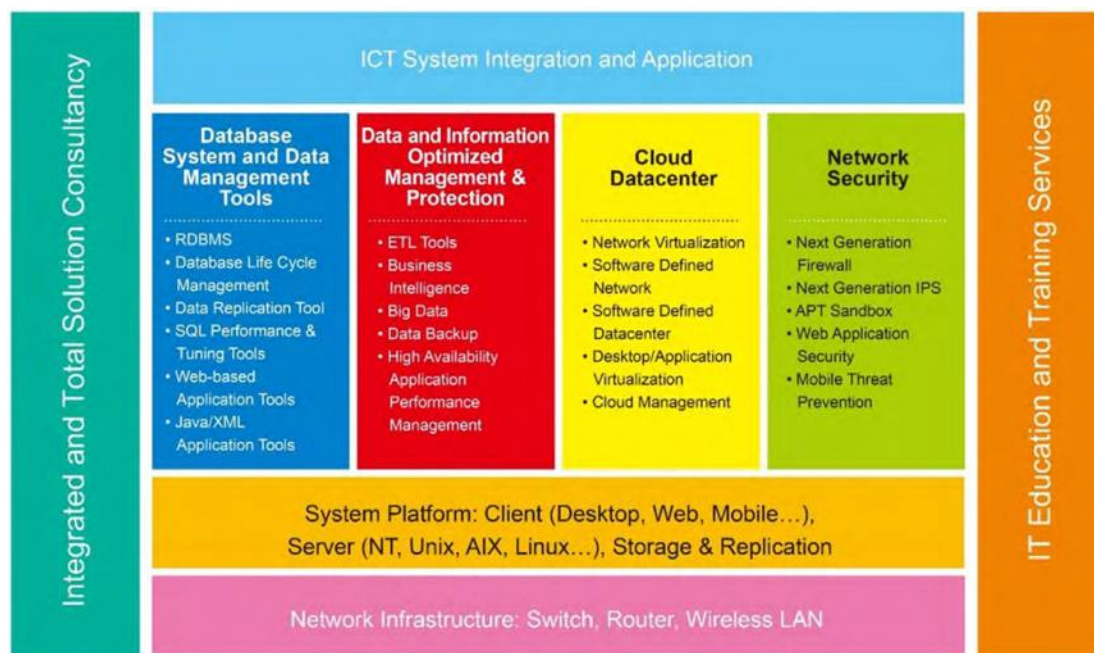 Integrated and Total Solution Consultancy
ICT System Integration and Application
Database
System and Data
Management
Tools
• RDBMS
• Database Life Cycle
Management
• Data Replication Tool
• SQL Performance &
Tuning Tools
• Web-based
Application Tools
• Java/XML
Application Tools
Data and Information
Optimized
Management &
Protection
• ETL Tools
• Business
Intelligence
• Big Data
• Data Backup
• High Availability
Application
Performance
Management
Cloud
Datacenter
• Network Virtualization
• Software Defined
Network
• Software Defined
Datacenter
• Desktop/Application
Virtualization
• Cloud Management
Network
Security
• Next Generation
Firewall
• Next Generation IPS
• APT Sandbox
• Web Application
Security
• Mobile Threat
Prevention
System Platform: Client (Desktop, Web, Mobile…),
Server (NT, Unix, AIX, Linux…), Storage & Replication
Network Infrastructure: Switch, Router, Wireless LAN
IT Education and Training Services